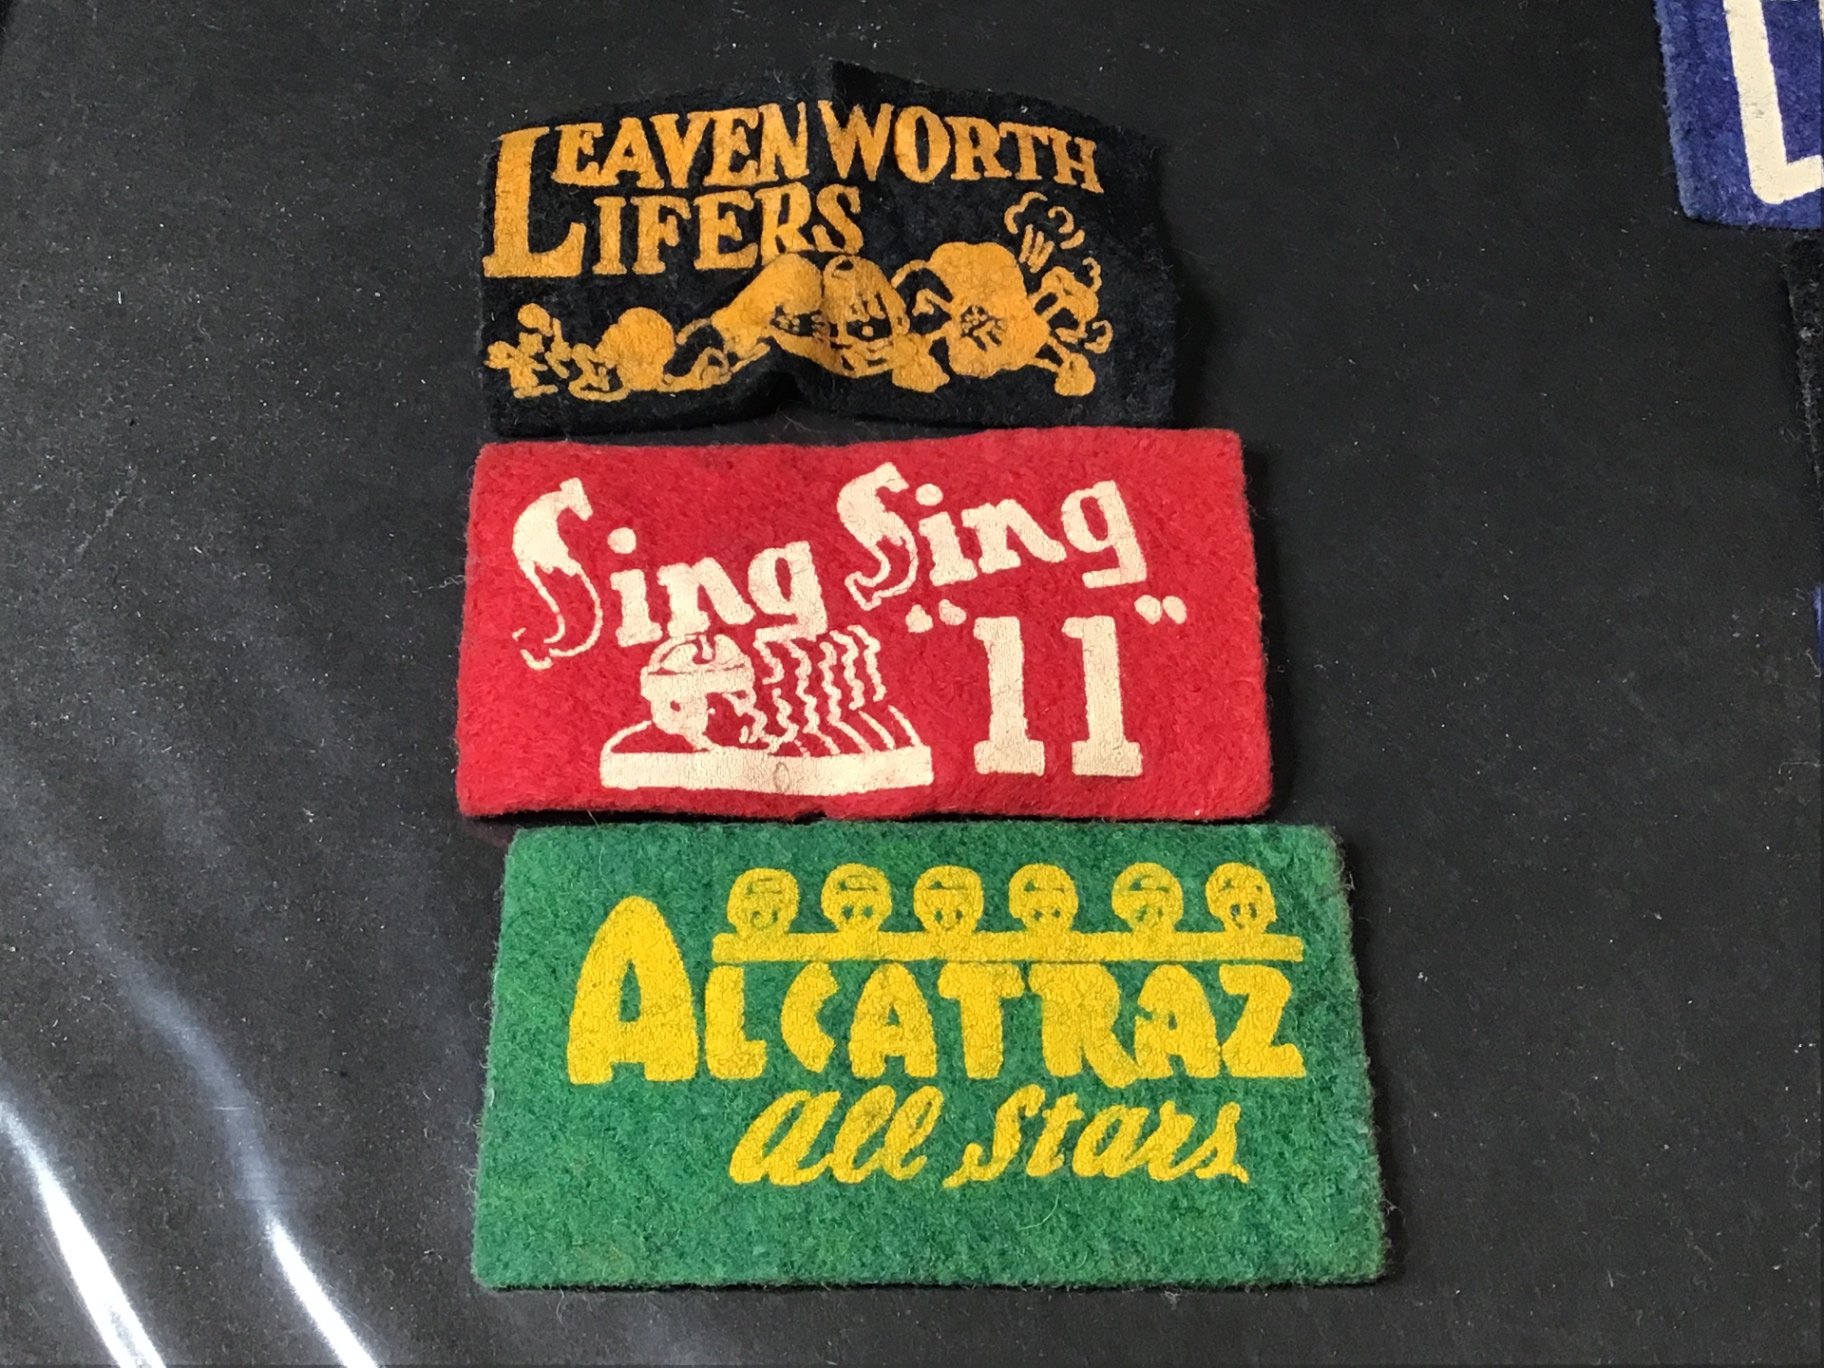 LEAVENWORTH
LIFERS
Sing Sing
"11"
ALCATRAZ
All Stars